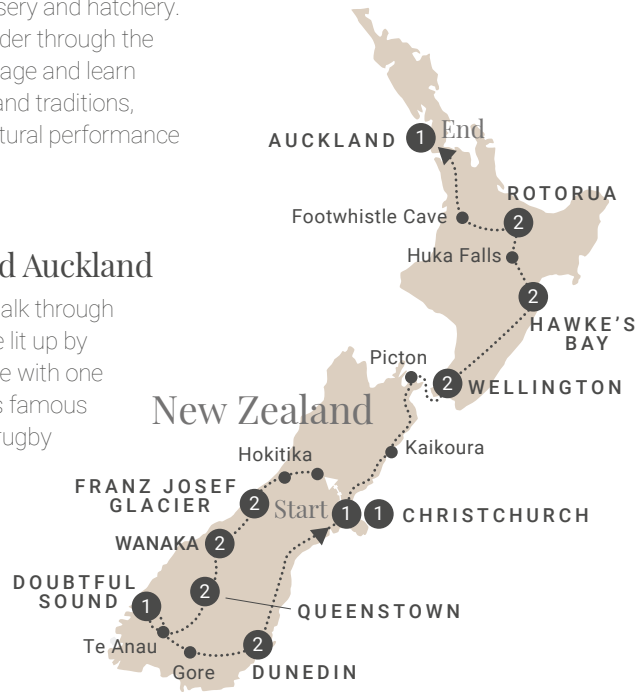 sery and hatchery.
der through the
age and learn
and traditions,
tural performance
d Auckland
alk through
e lit up by
e with one
s famous
rugby
AUCKLAND 1 End
ROTORUA
Footwhistle Cave 2
Huka Falls
2
HAWKE'S
BAY
Picton
2 WELLINGTON
New Zealand
Kaikoura
Hokitika
FRANZ JOSEF
GLACIER 2
Start 1 1 CHRISTCHURCH
WANAKA 2
DOUBTFUL
SOUND 1
2
QUEENSTOWN
Te Anau
2
Gore
DUNEDIN